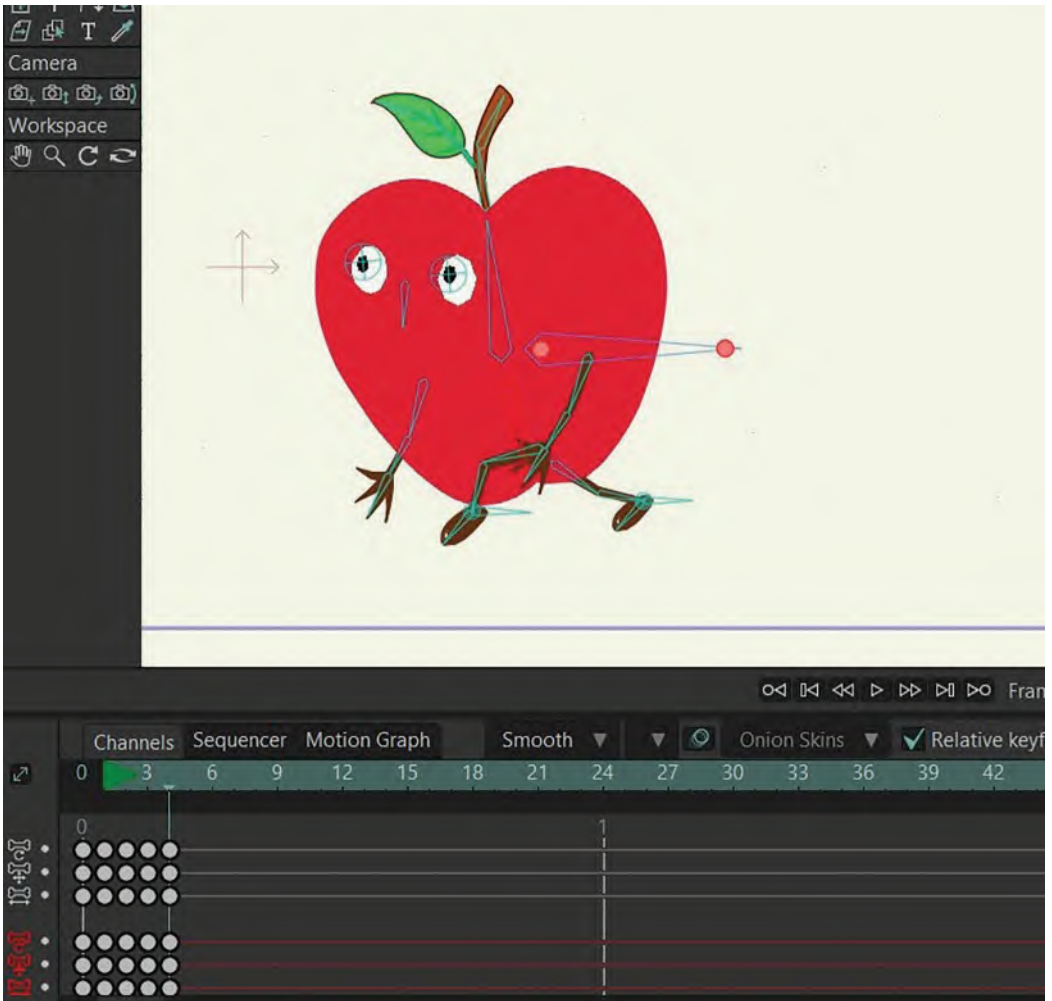 T
Camera
Workspace
Fran
Channels Sequencer Motion Graph Smooth Onion Skins Relative keyf
0 3 6 9 12 15 18 21 24 27 30 33 36 39 42
0 1